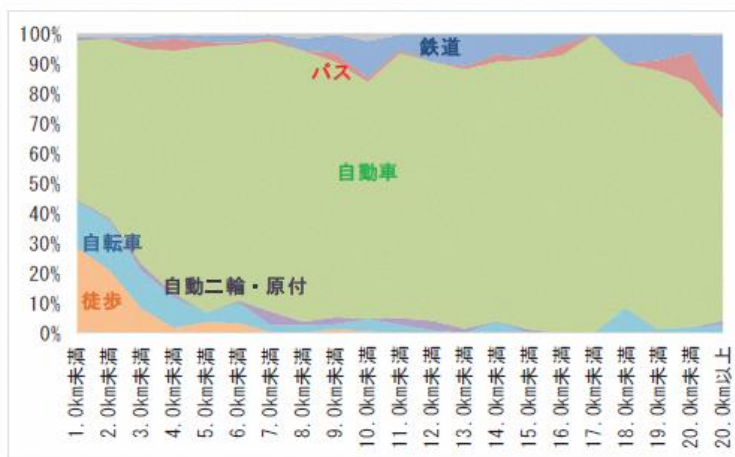 100%
90%
80%
70%
60%
50%
40%
30%
20%
10%
0%
鉄道
バス
自動車
自転車
自動二輪・原付
徒歩
1.0km未満
2.0km未満
3.0km未満
4.0km未満
5.0km未満
6.0km未満
7.0km未満
8.0km未満
9.0km未満
10.0km未満
11.0km未満
12.0km未満
13.0km未満
14.0km未満
15.0km未満
16.0km未満
17.0km未満
18.0km未満
19.0km未満
20.0km未満
20.0km以上